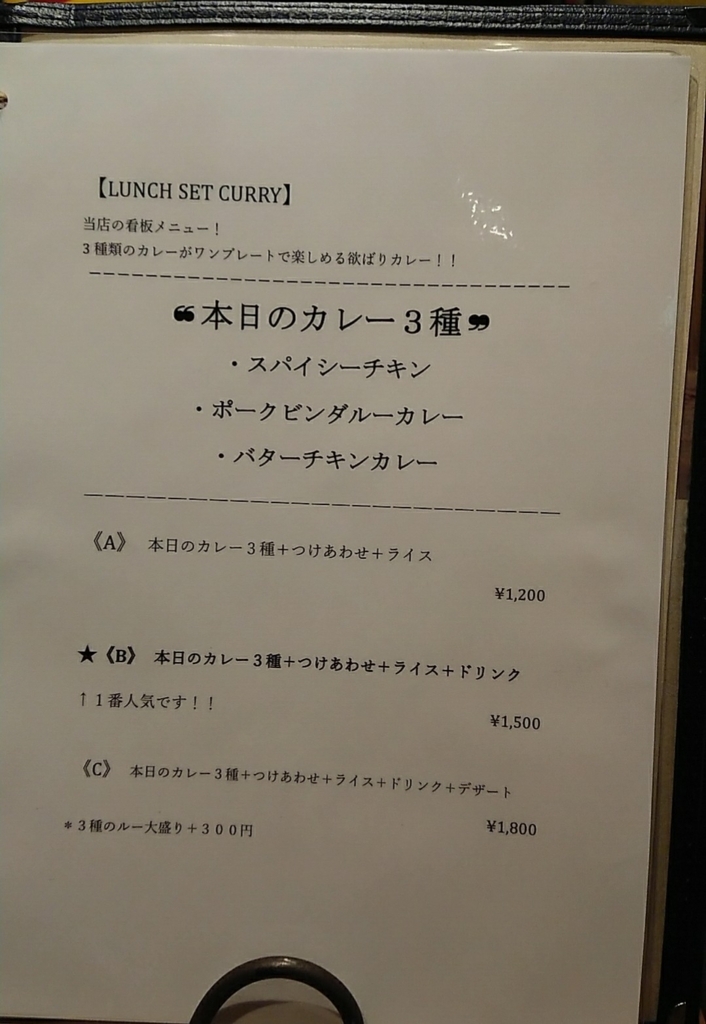 【LUNCH SET CURRY】
当店の看板メニュー！
３種類のカレーがワンプレートで楽しめる欲ばりカレー！！
❝本日のカレー３種❞
・スパイシーチキン
・ポークビンダルーカレー
・バターチキンカレー
《A》 本日のカレー３種＋つけあわせ＋ライス
¥1,200
★《B》 本日のカレー３種＋つけあわせ＋ライス＋ドリンク
↑１番人気です！！
¥1,500
《C》 本日のカレー３種＋つけあわせ＋ライス＋ドリンク＋デザート
¥1,800
＊３種のルー大盛り＋３００円